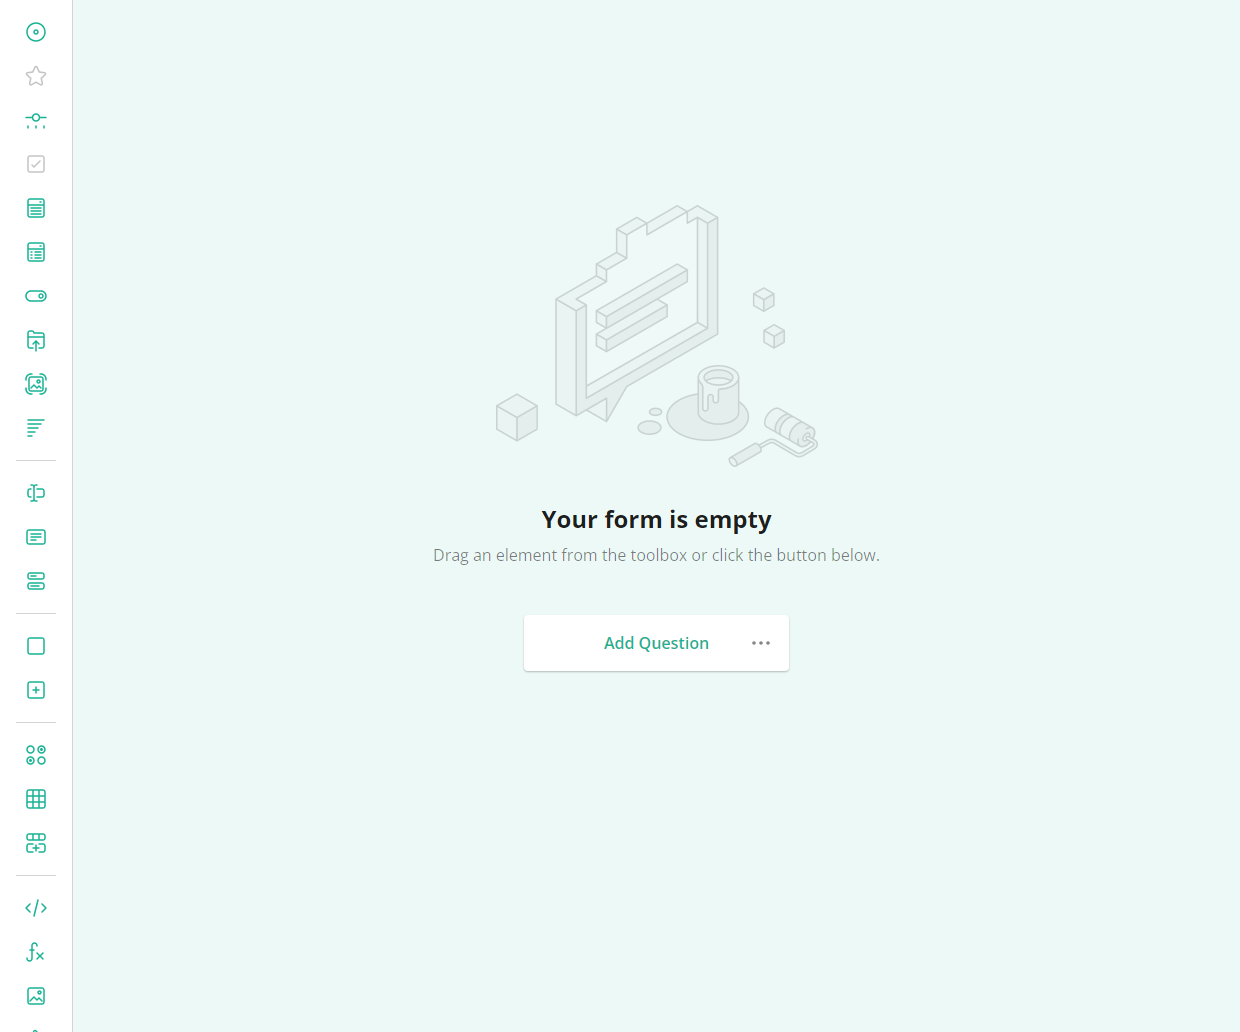 Your form is empty
Drag an element from the toolbox or click the button below.
Add Question